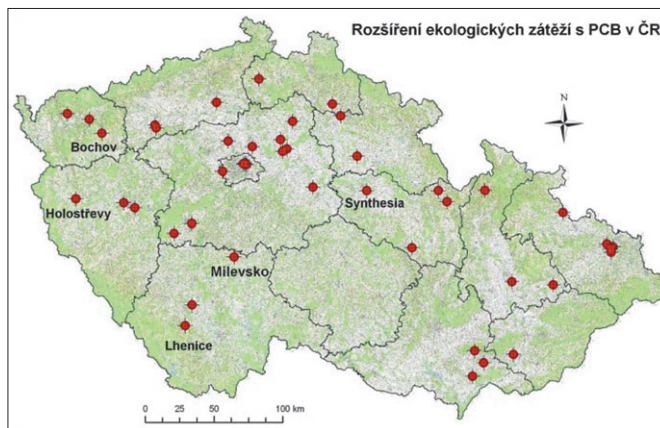 Rozšíření ekologických zátěží s PCB v ČR
N
Bochov
Holostřevy
Synthesia
Milevsko
Lhenice
0 25 50 100 km